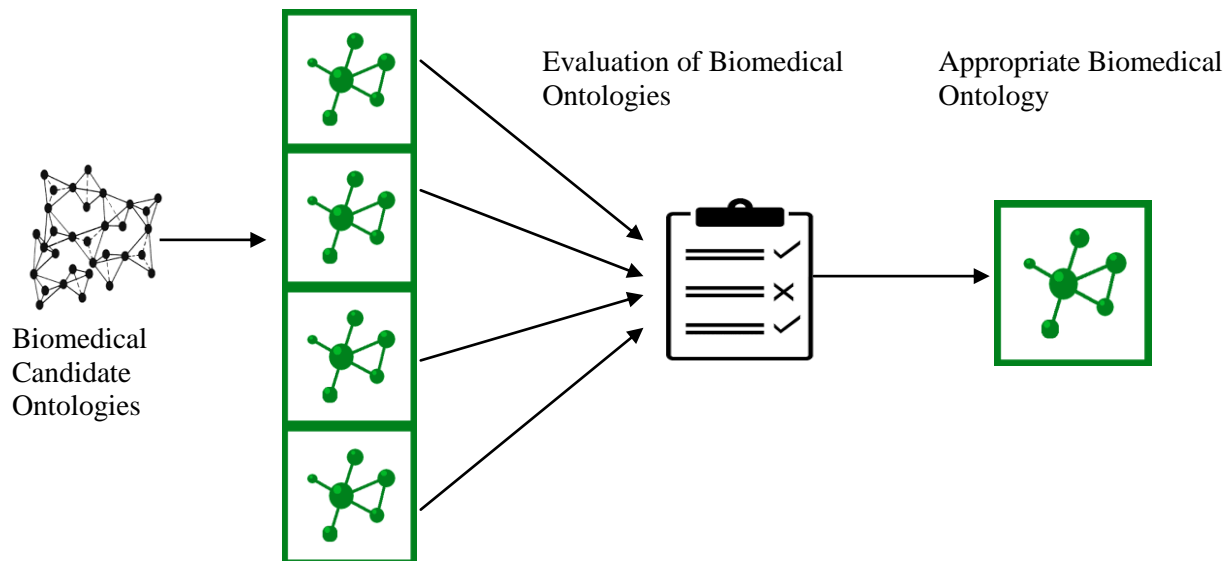 Biomedical
Candidate
Ontologies
Evaluation of Biomedical
Ontologies
Appropriate Biomedical
Ontology